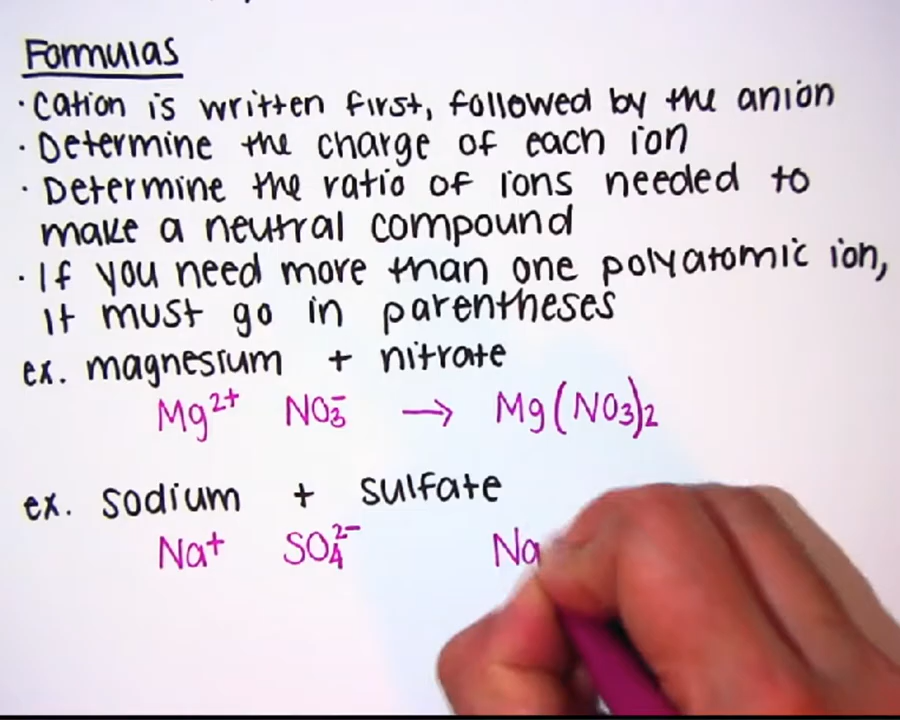 Formulas
· Cation is written first, followed by the anion
· Determine the charge of each ion
· Determine the ratio of ions needed to
make a neutral compound
· If you need more than one polyatomic ion,
it must go in parentheses
ex. magnesium + nitrate
Mg²⁺ NO₃⁻ → Mg(NO₃)₂
ex. sodium + sulfate
Na⁺ SO₄²⁻ Na